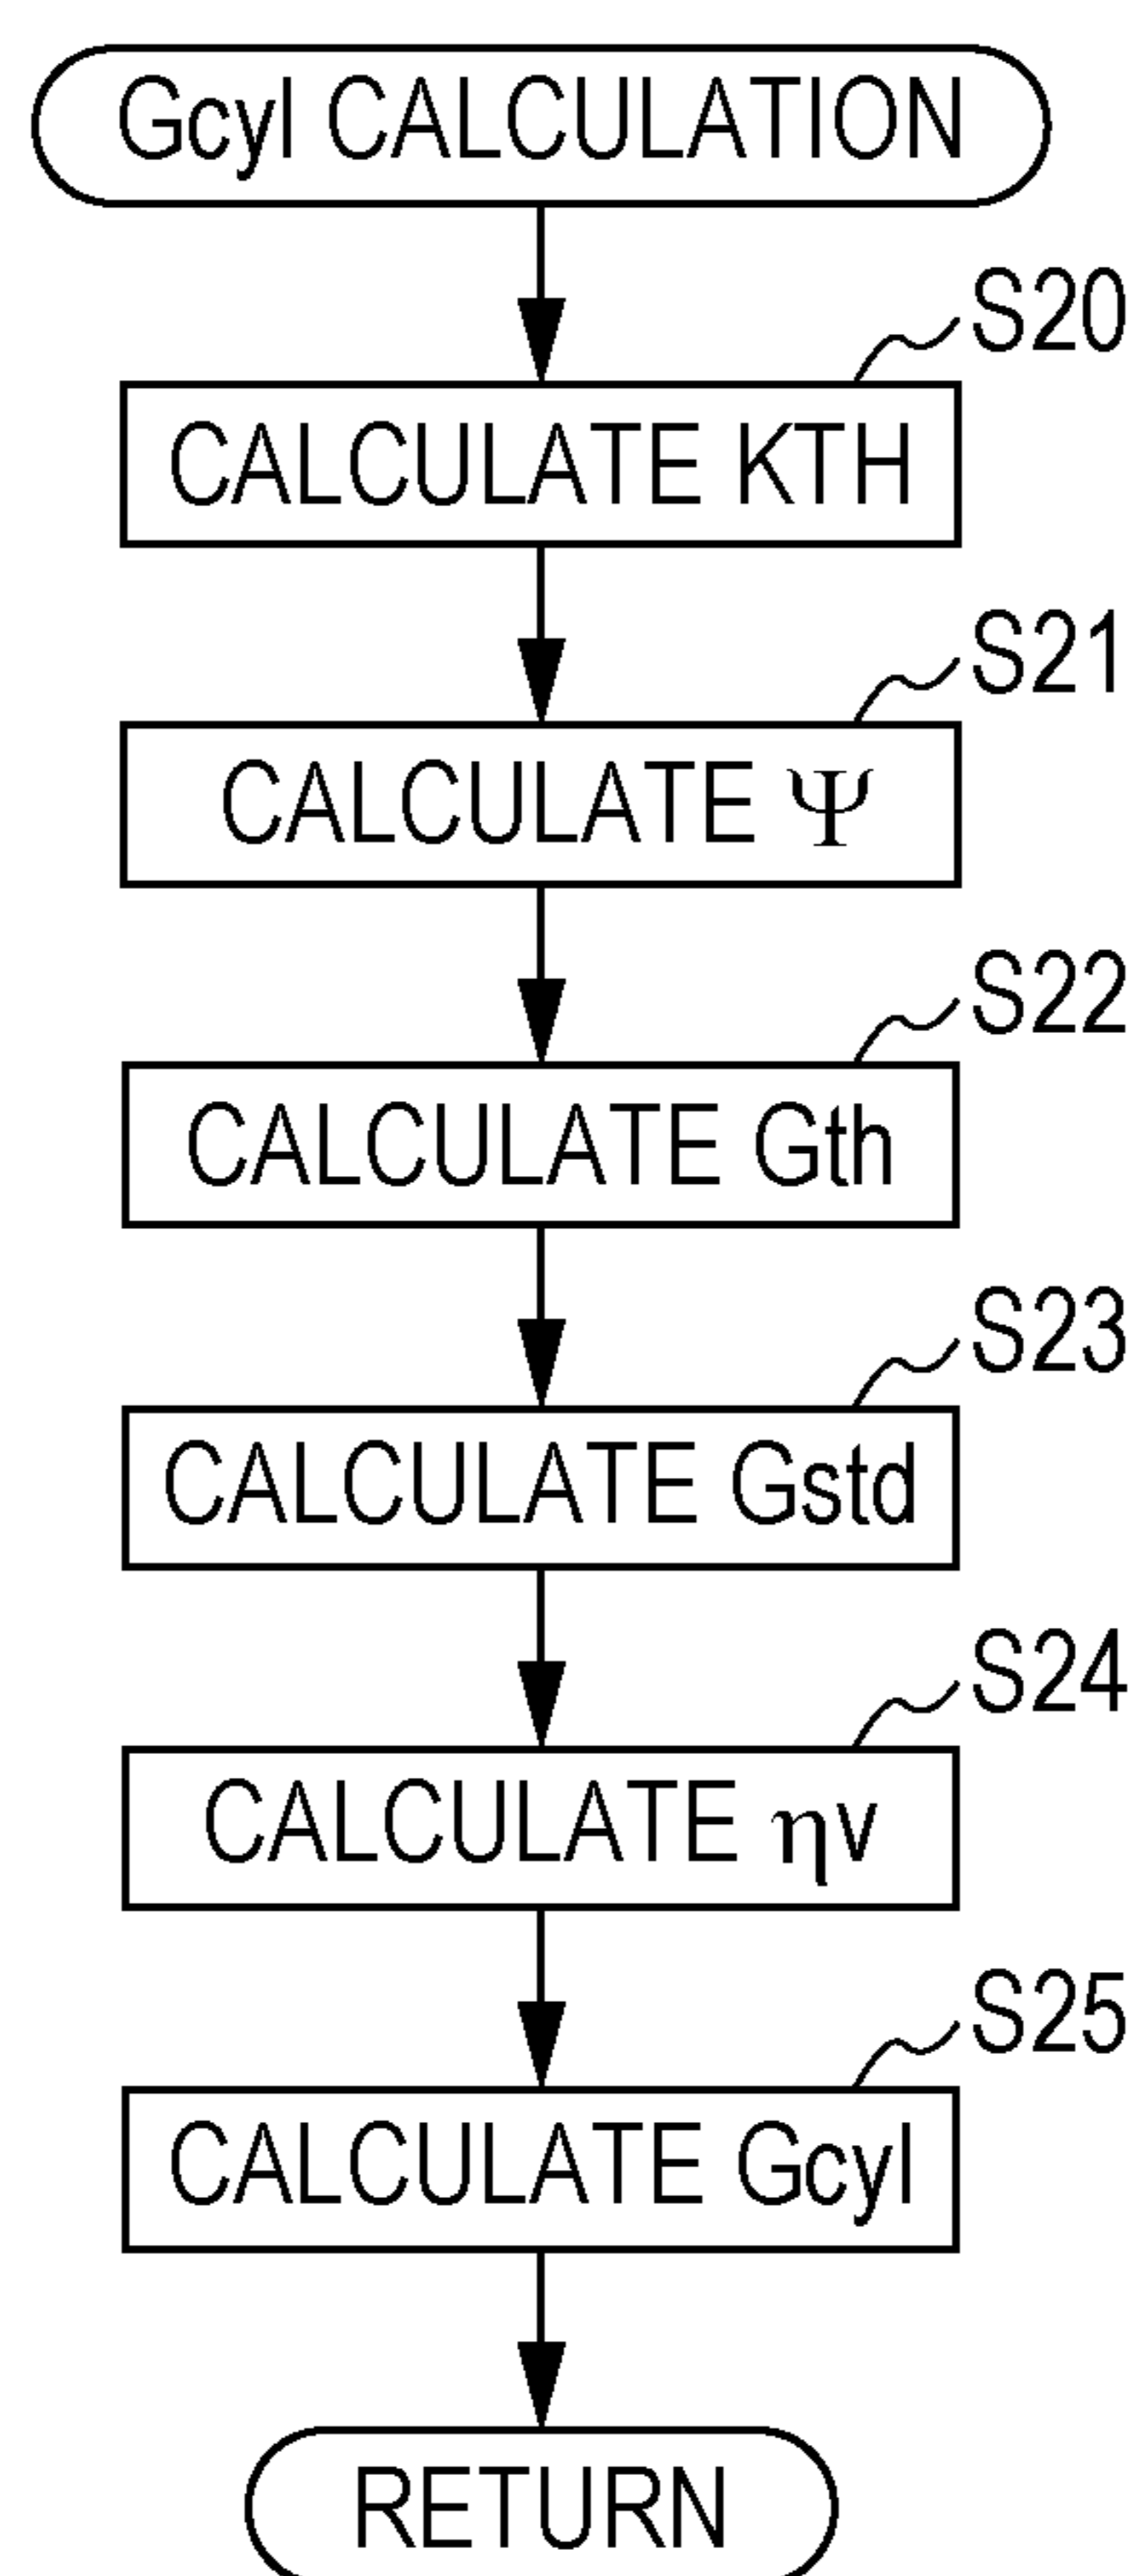 Gcyl CALCULATION
S20
CALCULATE KTH
S21
CALCULATE Ψ
S22
CALCULATE Gth
S23
CALCULATE Gstd
S24
CALCULATE ηv
S25
CALCULATE Gcyl
RETURN